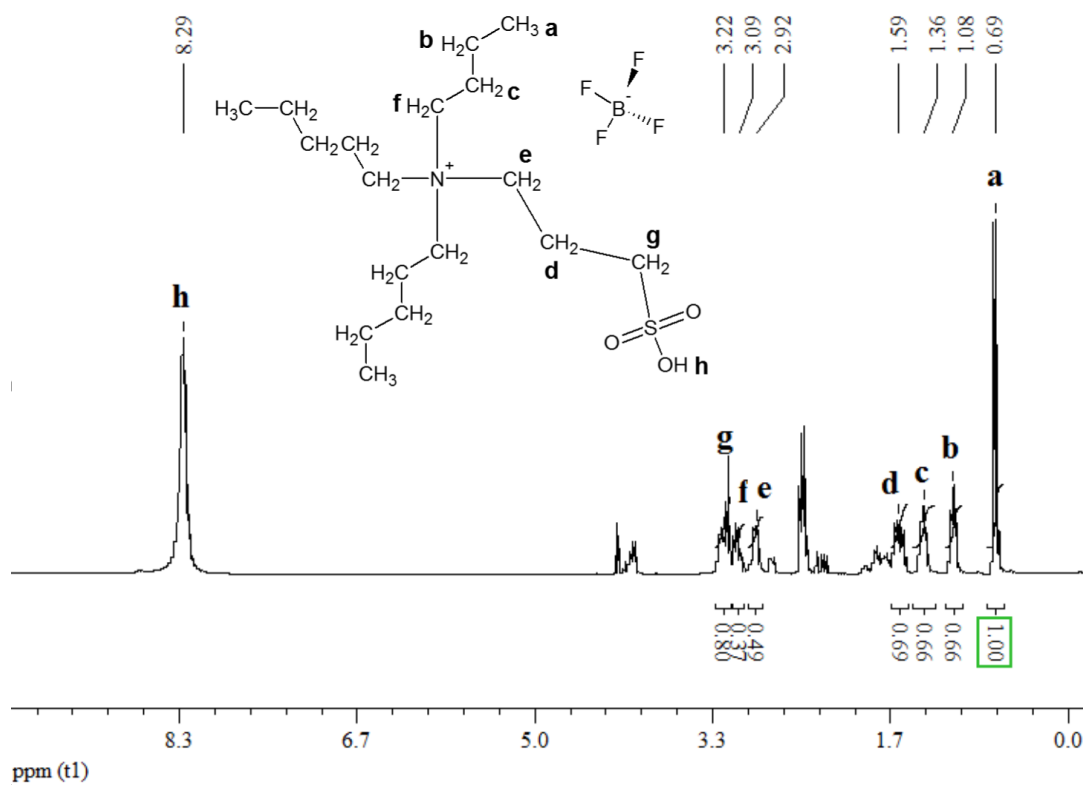 8.29
3.22
3.09
2.92
1.59
1.36
1.08
0.69
CH₃ a
b H₂C
CH₂ c
f H₂C
H₃C CH₂
CH₂CH₂
CH₂ N⁺ CH₂
e
F
F B⁻
F F
CH₂
H₂C
CH₂
H₂C
CH₃
CH₂
d
g
CH₂
O S O
OH h
h
g
f
e
d
c
b
a
0.80
0.37
0.49
0.69
0.66
0.66
1.00
8.3 6.7 5.0 3.3 1.7 0.0
ppm (t1)